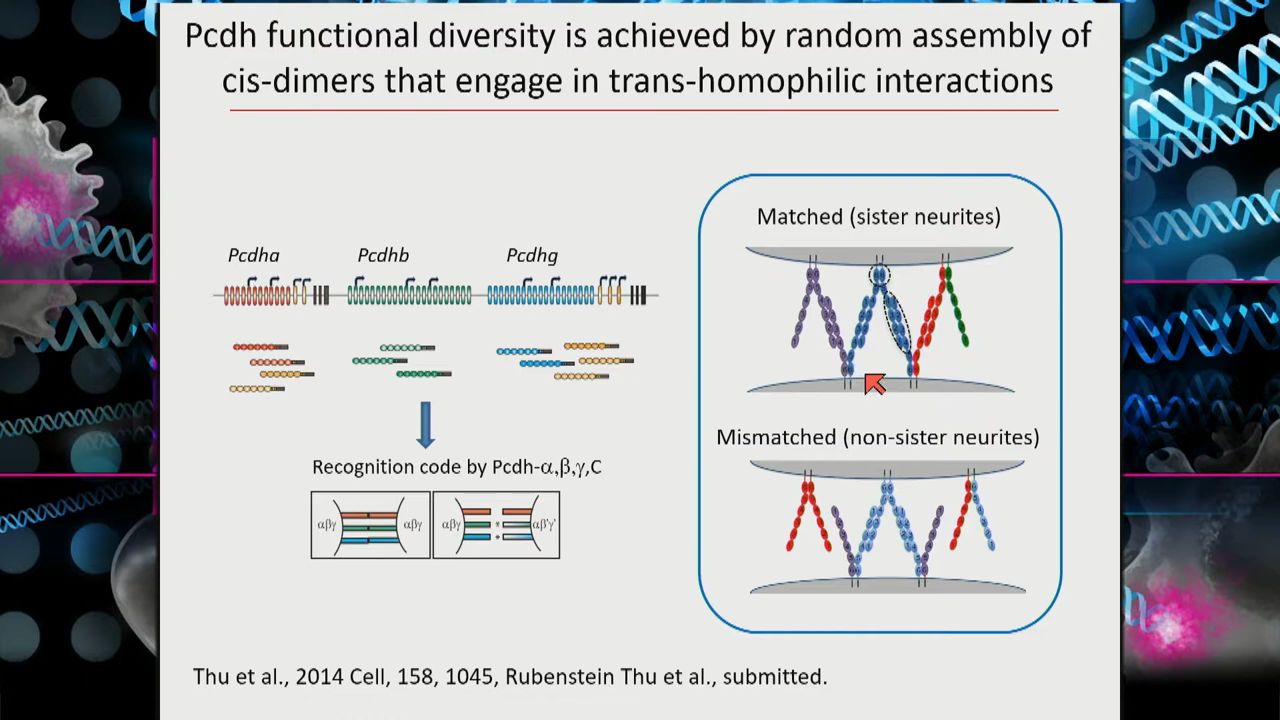 Pcdh functional diversity is achieved by random assembly of
cis-dimers that engage in trans-homophilic interactions
Pcdha
Pcdhb
Pcdhg
Recognition code by Pcdh-α,β,γ,C
αβγ
αβγ
αβγ
*
*
αβ'γ'
Matched (sister neurites)
Mismatched (non-sister neurites)
Thu et al., 2014 Cell, 158, 1045, Rubenstein Thu et al., submitted.